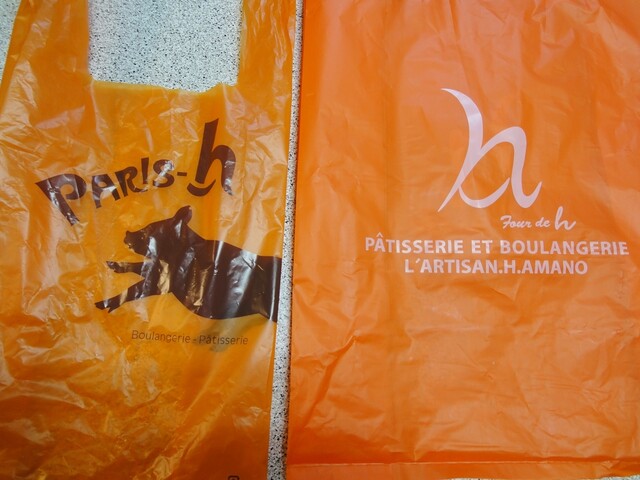 PARIS-h
Boulangerie - Pâtisserie
h
Four de h
PÂTISSERIE ET BOULANGERIE
L'ARTISAN.H.AMANO